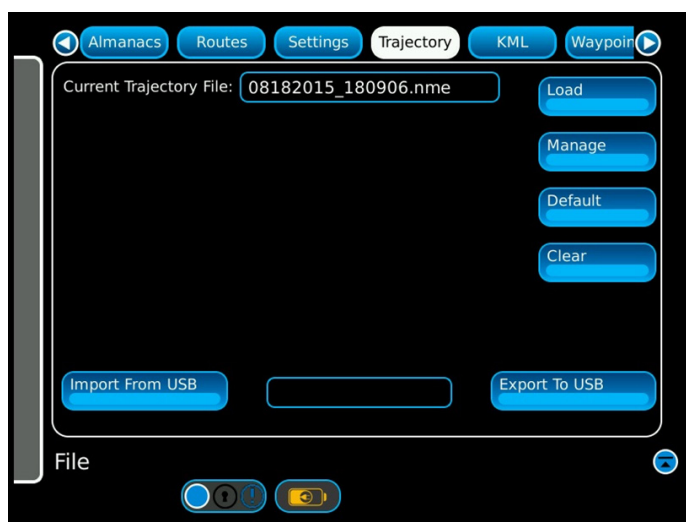 Almanacs Routes Settings Trajectory KML Waypoin
Current Trajectory File: 08182015_180906.nme
Load
Manage
Default
Clear
Import From USB
Export To USB
File